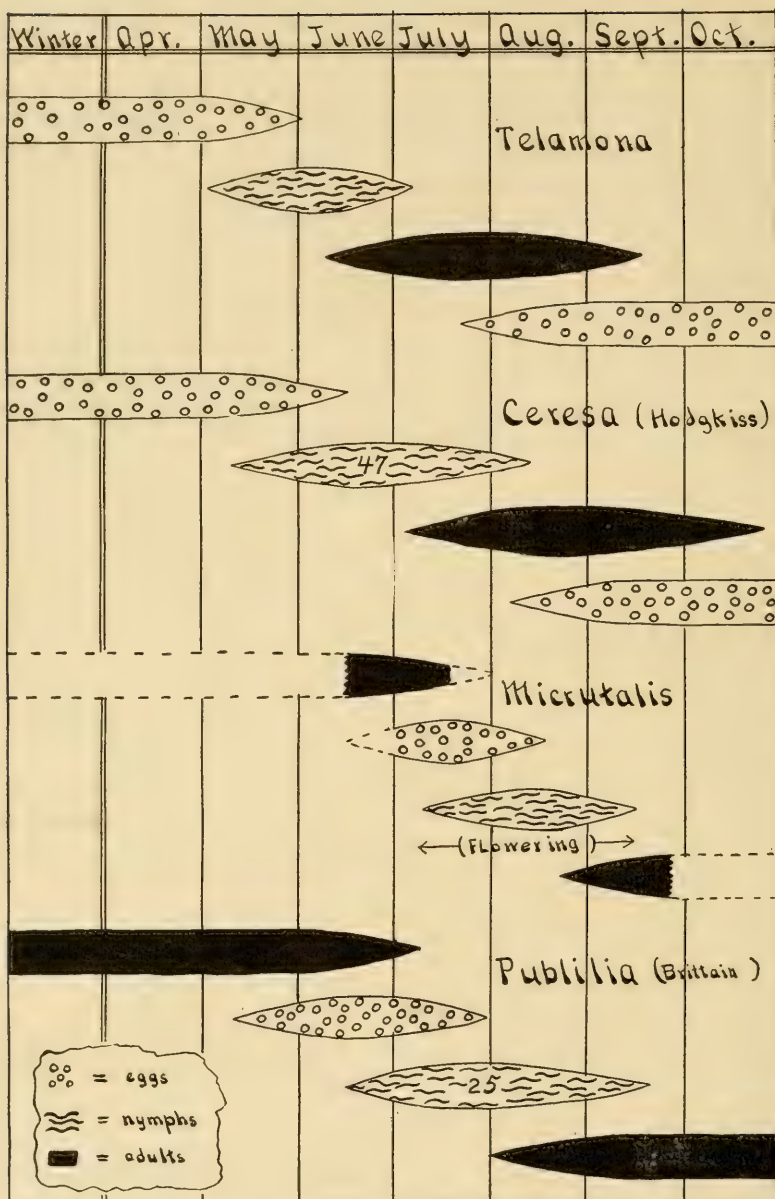 Winter Apr. May June July Aug. Sept. Oct.
Telamona
Ceresa (Hodgkiss)
47
Micrutalis
(FLowering)
Publilia (Brittain)
25
= eggs
= nymphs
= adults